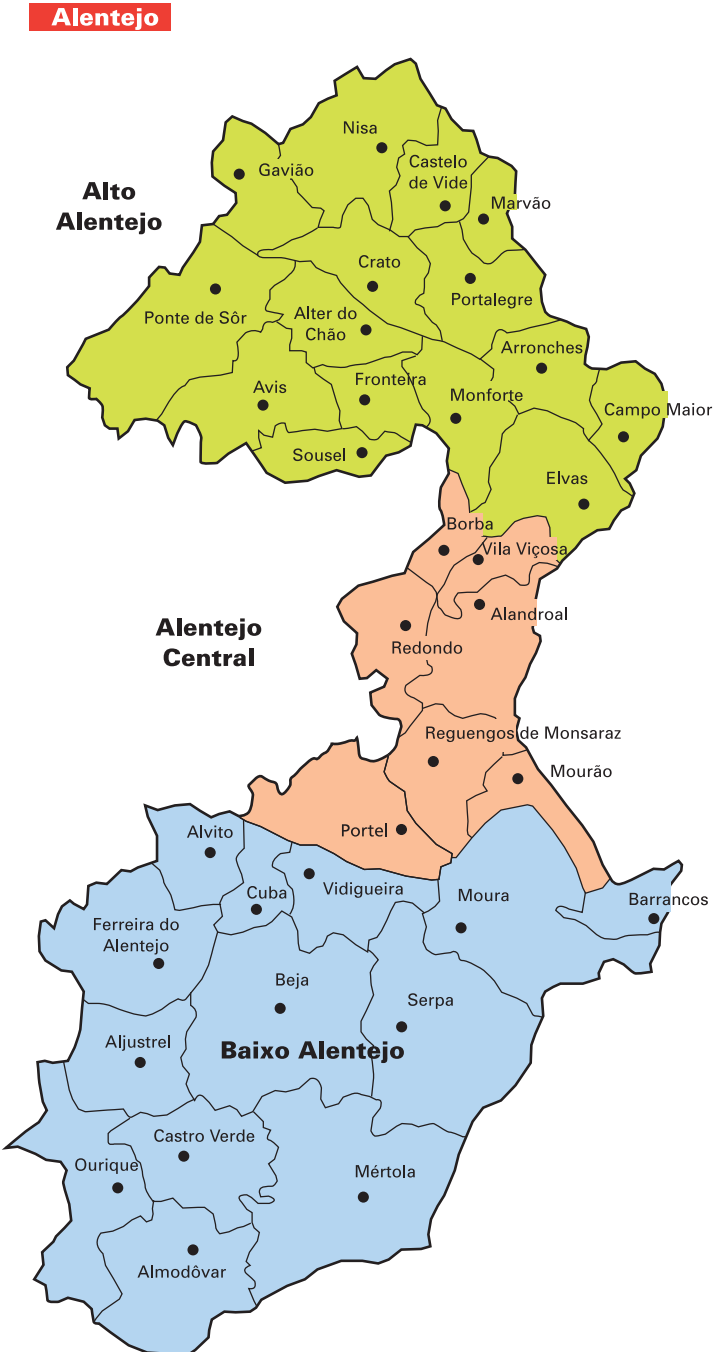 Alentejo
Nisa
Gavião
Castelo
de Vide
Alto
Alentejo
Marvão
Crato
Portalegre
Ponte de Sôr
Alter do
Chão
Arronches
Fronteira
Avis
Monforte
Campo Maior
Sousel
Elvas
Borba
Vila Viçosa
Alandroal
Alentejo
Central
Redondo
Reguengos de Monsaraz
Mourão
Portel
Alvito
Cuba
Vidigueira
Moura
Barrancos
Ferreira do
Alentejo
Beja
Serpa
Aljustrel
Baixo Alentejo
Castro Verde
Ourique
Mértola
Almodôvar